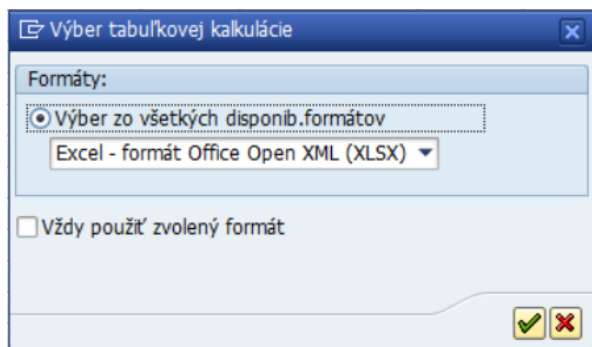 Výber tabuľkovej kalkulácie
Formáty:
Výber zo všetkých disponib.formátov
Excel - formát Office Open XML (XLSX)
Vždy použiť zvolený formát